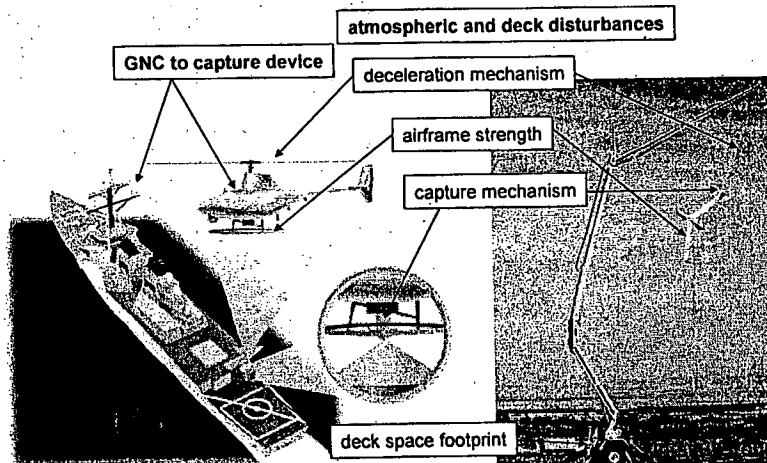 atmospheric and deck disturbances
GNC to capture device
deceleration mechanism
airframe strength
capture mechanism
deck space footprint